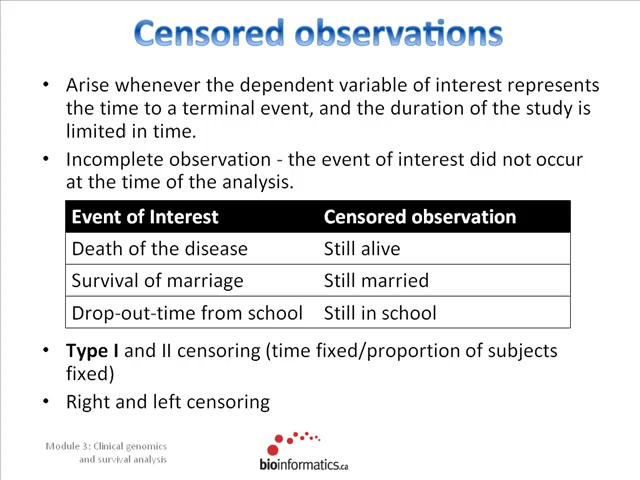 Censored observations
• Arise whenever the dependent variable of interest represents
the time to a terminal event, and the duration of the study is
limited in time.
• Incomplete observation - the event of interest did not occur
at the time of the analysis.
Event of Interest Censored observation
Death of the disease Still alive
Survival of marriage Still married
Drop-out-time from school Still in school
• Type I and II censoring (time fixed/proportion of subjects
fixed)
• Right and left censoring
Module 3: Clinical genomics
and survival analysis
bioinformatics.ca